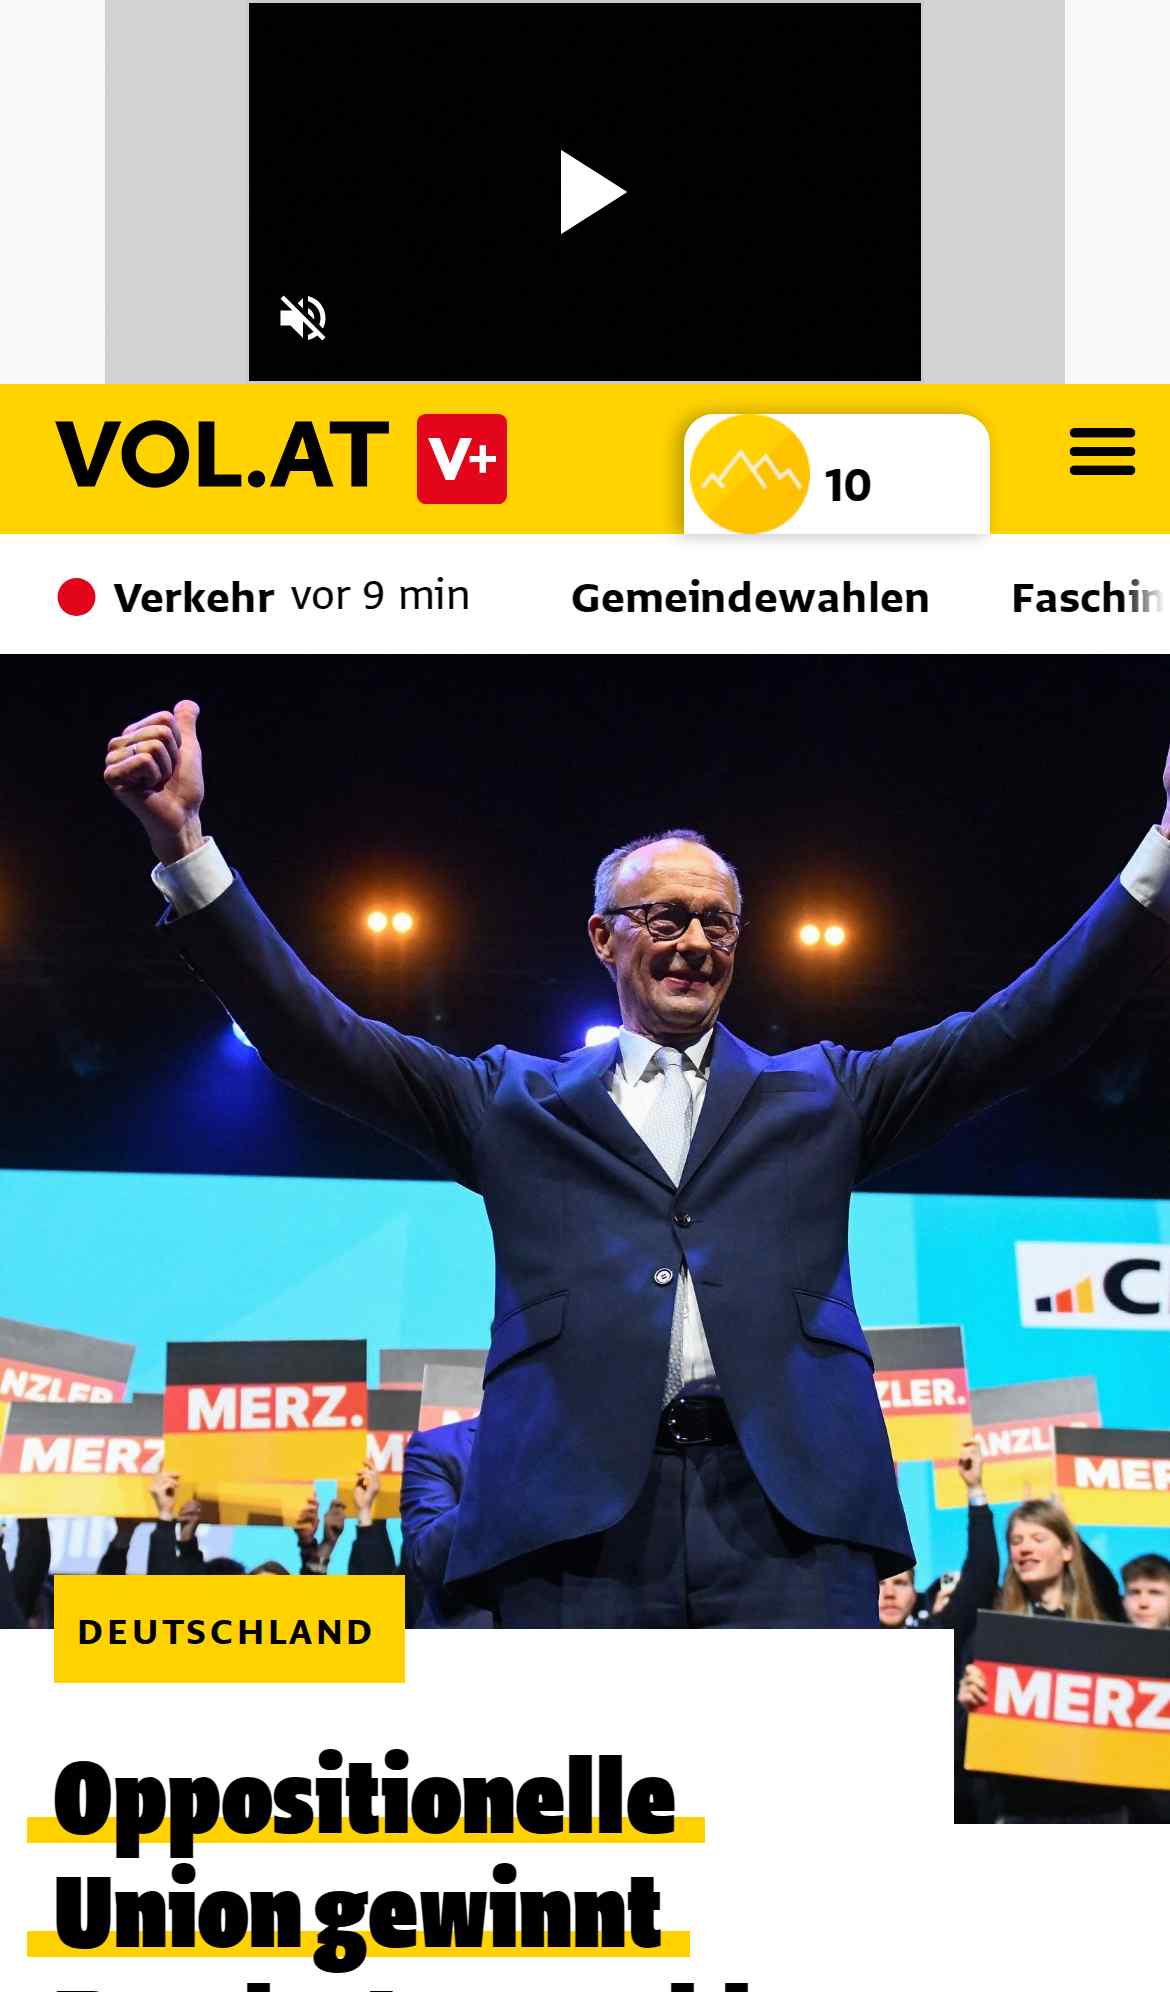 VOL.AT V+
10
Verkehr vor 9 min Gemeindewahlen Faschin
NZLER
MERZ.
ZLER.
MERZ
ANZL
MER
C
MERZ
DEUTSCHLAND
Oppositionelle
Union gewinnt